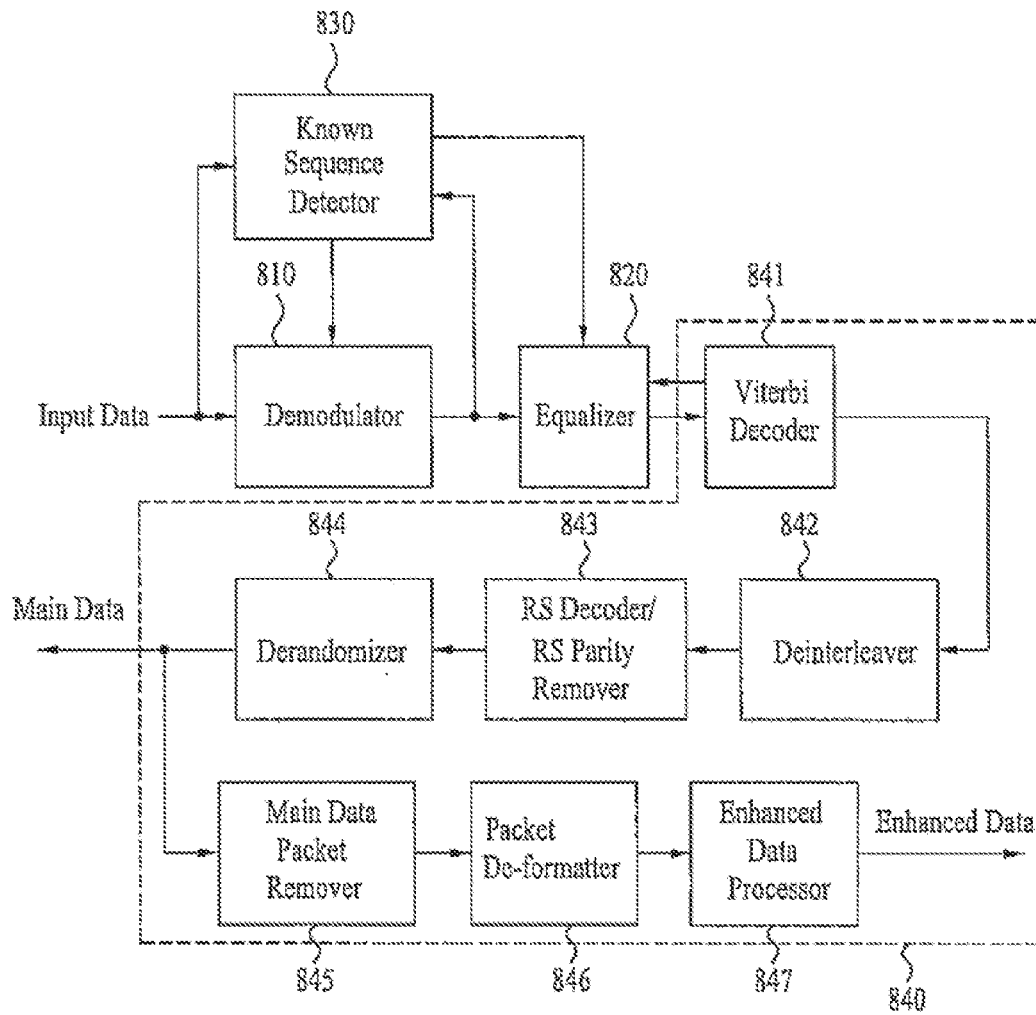 830
Known
Sequence
Detector
810
820
841
Input Data
Demodulator
Equalizer
Viterbi
Decoder
844
843
842
Main Data
Derandomizer
RS Decoder/
RS Parity
Remover
Deinterleaver
Main Data
Packet
Remover
Packet
De-formatter
Enhanced
Data
Processor
Enhanced Data
845
846
847
840